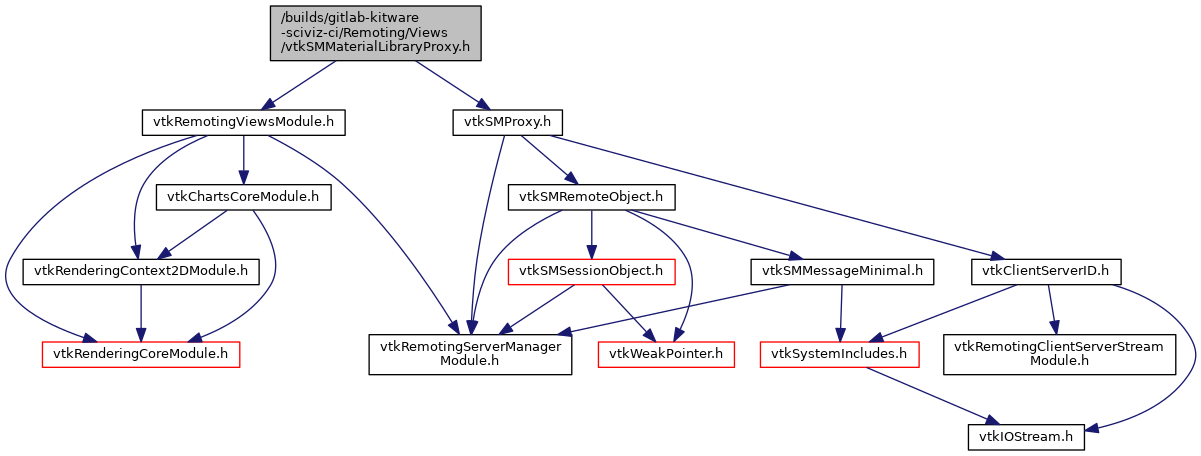 /builds/gitlab-kitware
-sciviz-ci/Remoting/Views
/vtkSMMaterialLibraryProxy.h
vtkRemotingViewsModule.h
vtkSMProxy.h
vtkChartsCoreModule.h
vtkSMRemoteObject.h
vtkRenderingContext2DModule.h
vtkSMSessionObject.h
vtkSMMessageMinimal.h
vtkClientServerID.h
vtkRenderingCoreModule.h
vtkRemotingServerManager
Module.h
vtkWeakPointer.h
vtkSystemIncludes.h
vtkRemotingClientServerStream
Module.h
vtkIOStream.h